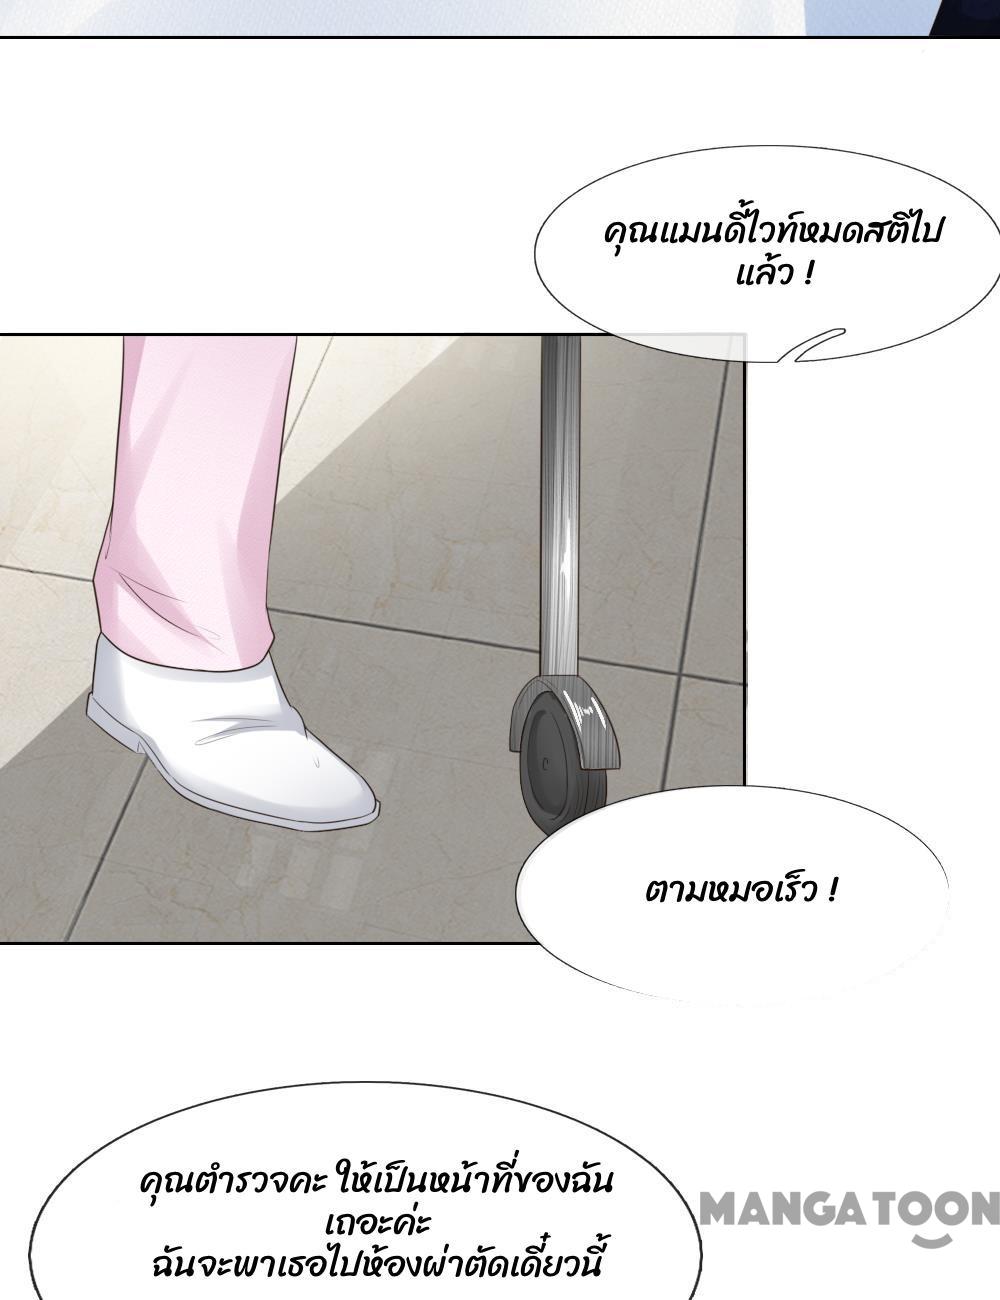 คุณแมนดี้ไวท์หมดสติไป
แล้ว !
ตามหมอเร็ว !
คุณตำรวจคะ ให้เป็นหน้าที่ของฉัน
เถอะค่ะ
ฉันจะพาเธอไปห้องผ่าตัดเดี๋ยวนี้
MANGATOON